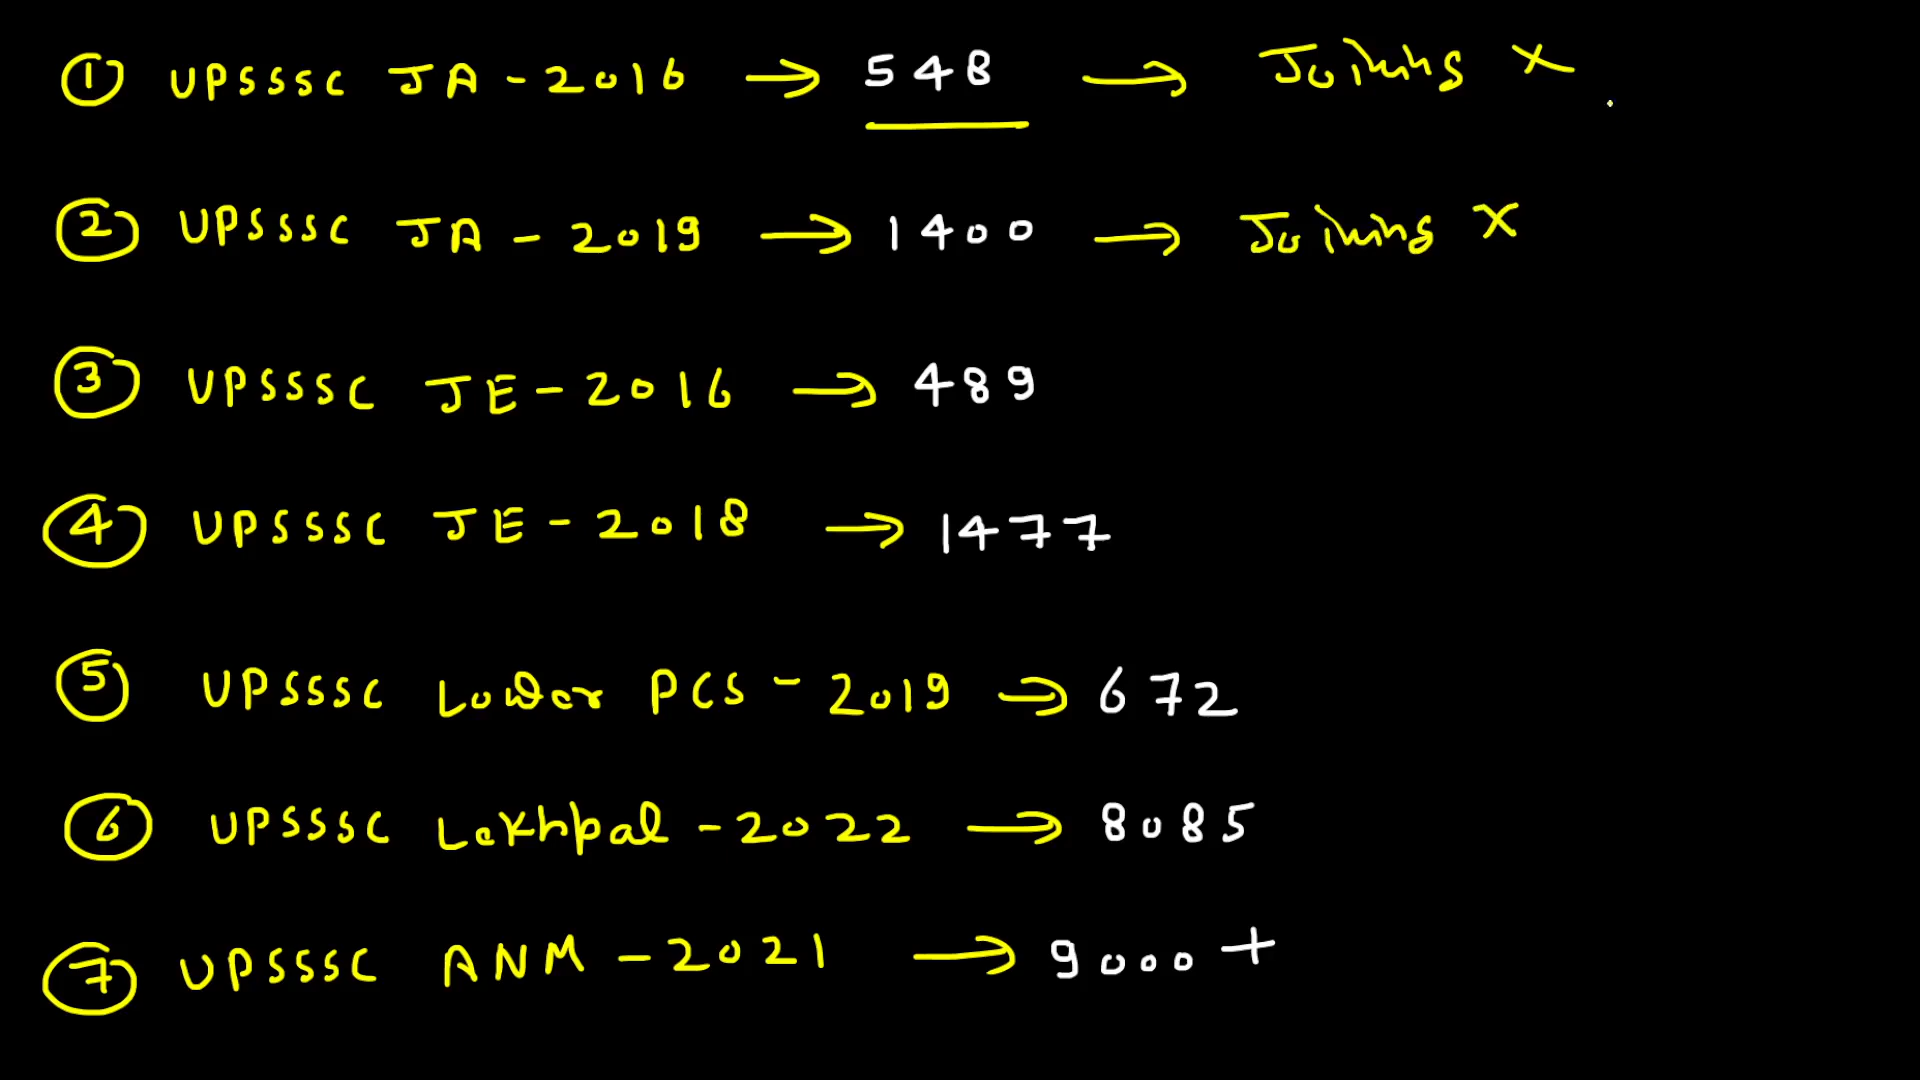 ① UPSSSC JA - 2016 → 548 → Joining ×
② UPSSSC JA - 2019 → 1400 → Joining ×
③ UPSSSC JE - 2016 → 489
④ UPSSSC JE - 2018 → 1477
⑤ UPSSSC Lower PCS - 2019 → 672
⑥ UPSSSC Lekhpal - 2022 → 8085
⑦ UPSSSC ANM - 2021 → 9000 +